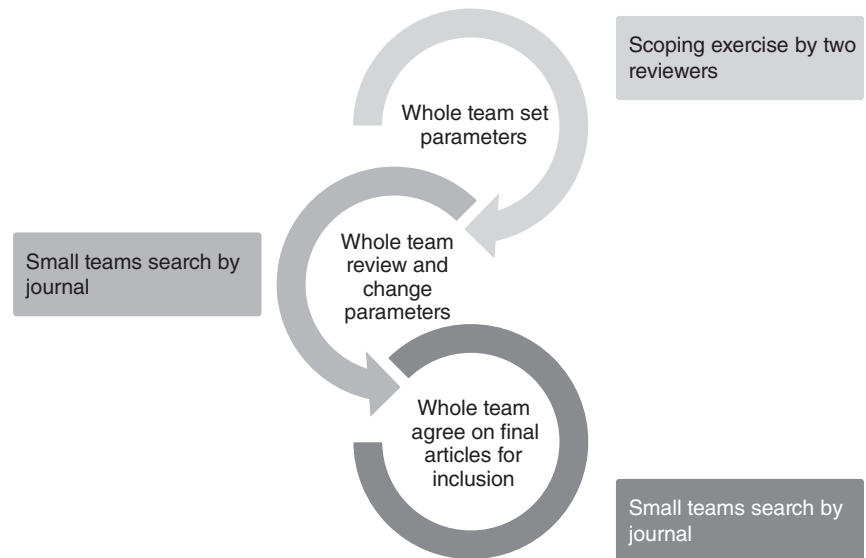 Scoping exercise by two
reviewers
Whole team set
parameters
Small teams search by
journal
Whole team
review and
change
parameters
Whole team
agree on final
articles for
inclusion
Small teams search by
journal